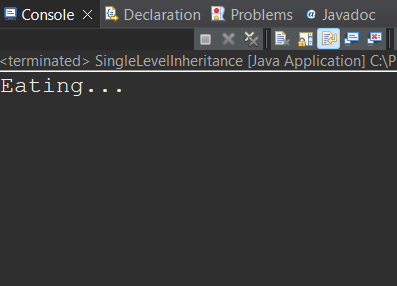 Console Declaration Problems @ Javadoc
<terminated> SingleLevelInheritance [Java Application] C:\P
Eating...